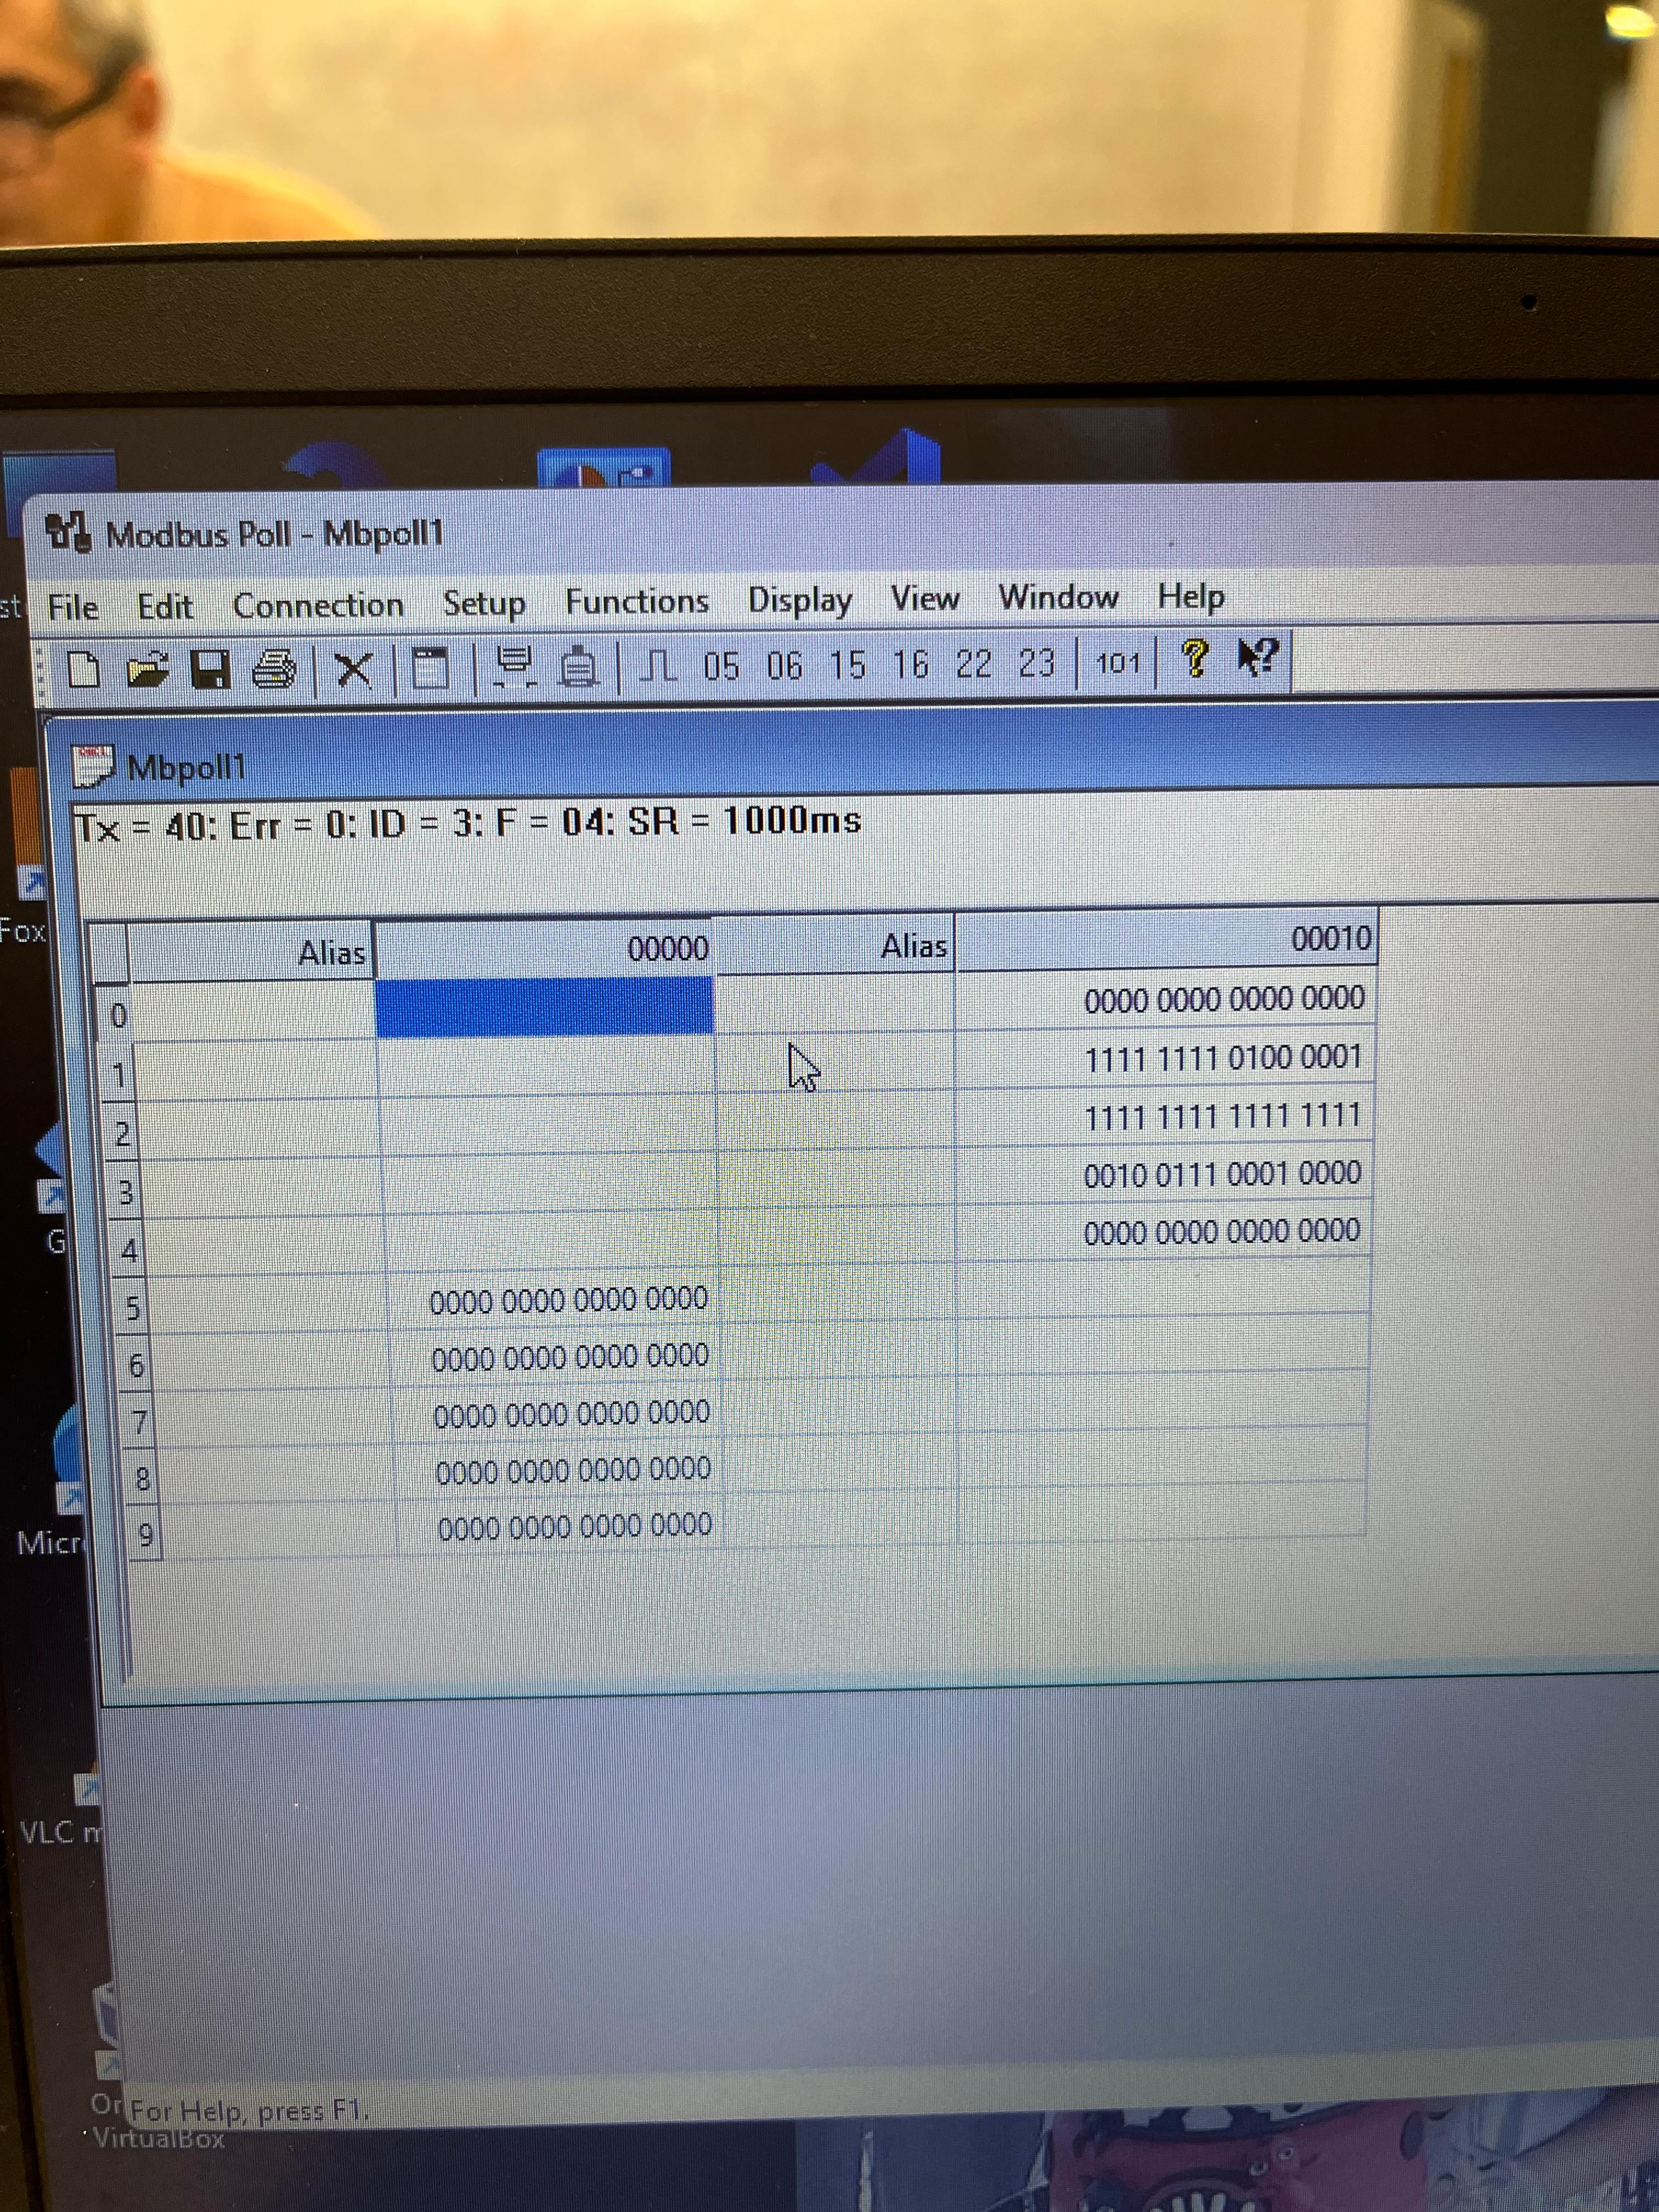 Modbus Poll - Mbpoll1
st File Edit Connection Setup Functions Display View Window Help
05 06 15 16 22 23 101 ? ?
Mbpoll1
Tx = 40: Err = 0: ID = 3: F = 04: SR = 1000ms
Fox
Alias 00000 Alias 00010
0 0000 0000 0000 0000
1 1111 1111 0100 0001
2 1111 1111 1111 1111
3 0010 0111 0001 0000
G
4 0000 0000 0000 0000
5 0000 0000 0000 0000
6 0000 0000 0000 0000
7 0000 0000 0000 0000
8 0000 0000 0000 0000
Micr
9 0000 0000 0000 0000
VLC m
Or
For Help, press F1.
VirtualBox